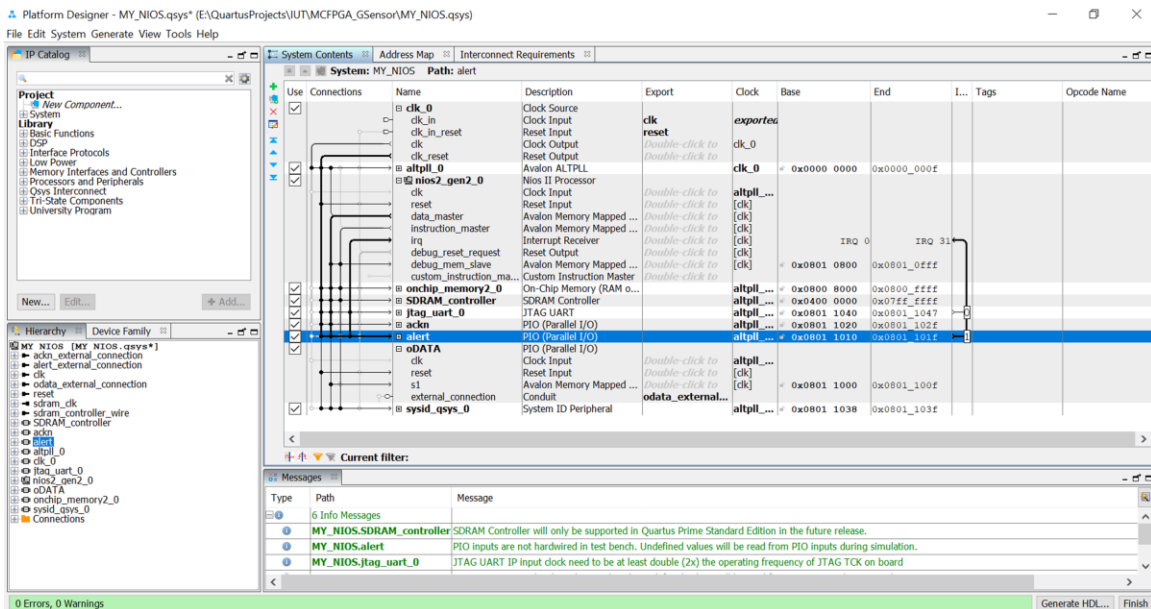 Platform Designer - MY_NIOS.qsys* (E:\QuartusProjects\IUT\MCFPGA_GSensor\MY_NIOS.qsys)
File Edit System Generate View Tools Help
IP Catalog
Project
New Component...
System
Library
Basic Functions
DSP
Interface Protocols
Low Power
Memory Interfaces and Controllers
Processors and Peripherals
Qsys Interconnect
Tri-State Components
University Program
New... Edit... Add...
Hierarchy Device Family
MY_NIOS [MY_NIOS.qsys*]
ackn_external_connection
alert_external_connection
clk
odata_external_connection
reset
sdram_clk
sdram_controller_wire
SDRAM_controller
ackn
alert
altpll_0
clk_0
jtag_uart_0
nios2_gen2_0
oDATA
onchip_memory2_0
sysid_qsys_0
Connections
System Contents Address Map Interconnect Requirements
System: MY_NIOS Path: alert
Use Connections Name Description Export Clock Base End I... Tags Opcode Name
clk_0 Clock Source
clk_in Clock Input clk exported
clk_in_reset Reset Input reset
clk Clock Output Double-click to clk_0
clk_reset Reset Output Double-click to
altpll_0 Avalon ALTPLL clk_0 0x0000 0000 0x0000_000f
nios2_gen2_0 Nios II Processor
clk Clock Input Double-click to altpll_...
reset Reset Input Double-click to [clk]
data_master Avalon Memory Mapped ... Double-click to [clk]
instruction_master Avalon Memory Mapped ... Double-click to [clk]
irq Interrupt Receiver Double-click to [clk] IRQ 0 IRQ 31
debug_reset_request Reset Output Double-click to [clk]
debug_mem_slave Avalon Memory Mapped ... Double-click to [clk] 0x0801 0800 0x0801_0fff
custom_instruction_ma... Custom Instruction Master Double-click to
onchip_memory2_0 On-Chip Memory (RAM o... altpll_... 0x0800 8000 0x0800_ffff
SDRAM_controller SDRAM Controller altpll_... 0x0400 0000 0x07ff_ffff
jtag_uart_0 JTAG UART altpll_... 0x0801 1040 0x0801_1047 0
ackn PIO (Parallel I/O) altpll_... 0x0801 1020 0x0801_102f
alert PIO (Parallel I/O) altpll_... 0x0801 1010 0x0801_101f 1
oDATA PIO (Parallel I/O)
clk Clock Input Double-click to altpll_...
reset Reset Input Double-click to [clk]
s1 Avalon Memory Mapped ... Double-click to [clk] 0x0801 1000 0x0801_100f
external_connection Conduit odata_external...
sysid_qsys_0 System ID Peripheral altpll_... 0x0801 1038 0x0801_103f
Current filter:
Messages
Type Path Message
6 Info Messages
MY_NIOS.SDRAM_controller SDRAM Controller will only be supported in Quartus Prime Standard Edition in the future release.
MY_NIOS.alert PIO inputs are not hardwired in test bench. Undefined values will be read from PIO inputs during simulation.
MY_NIOS.jtag_uart_0 JTAG UART IP input clock need to be at least double (2x) the operating frequency of JTAG TCK on board
0 Errors, 0 Warnings
Generate HDL... Finish